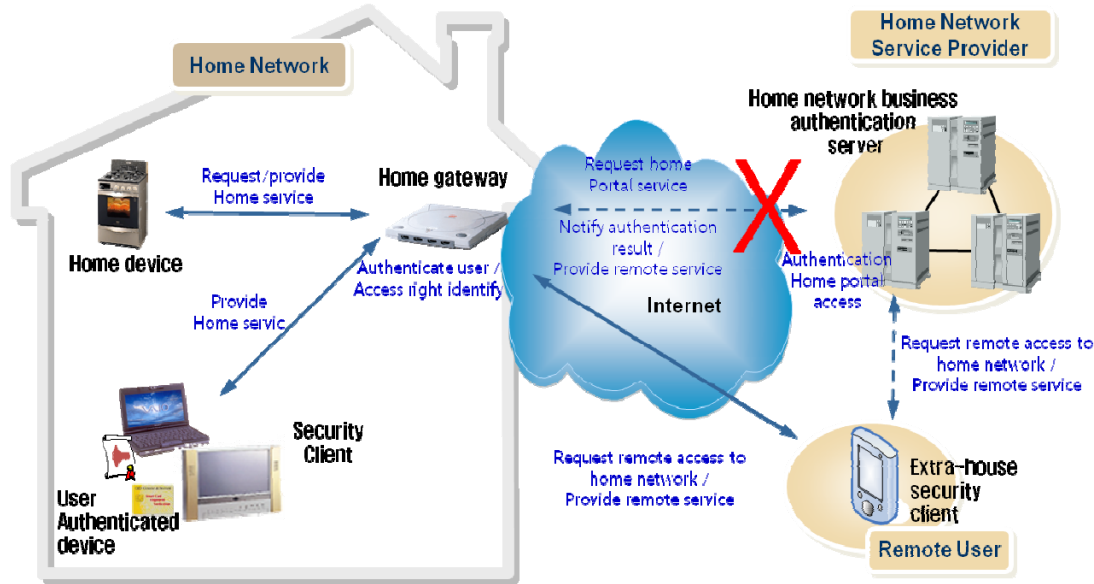 Home Network
Service Provider
Home Network
Home network business
authentication
server
Request home
Portal service
Request/provide
Home service
Home gateway
Notify authentication
result /
Provide remote service
Home device
Authenticate user /
Access right identify
Authentication
Home portal
access
Internet
Provide
Home servic
Request remote access to
home network /
Provide remote service
Security
Client
Request remote access to
home network /
Provide remote service
Extra-house
security
client
User
Authenticated
device
Remote User